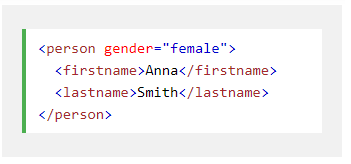 <person gender="female">
  <firstname>Anna</firstname>
  <lastname>Smith</lastname>
</person>